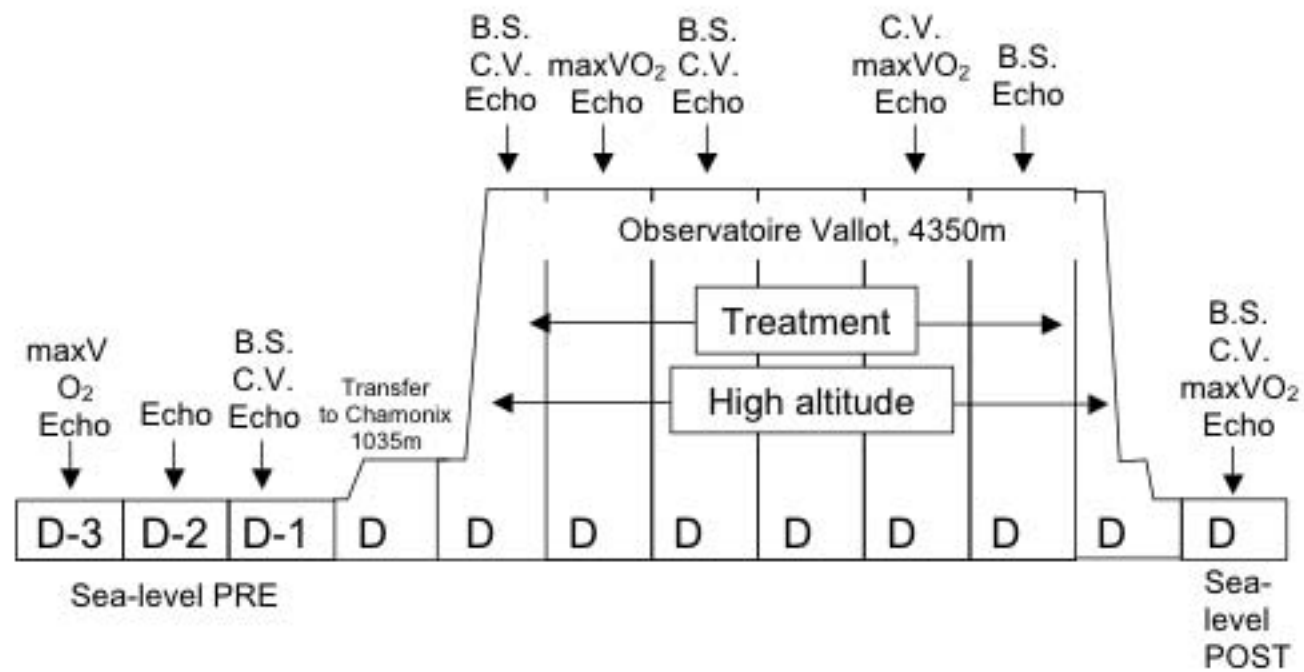 B.S.
C.V.
Echo
maxVO₂
Echo
B.S.
C.V.
Echo
C.V.
maxVO₂
Echo
B.S.
Observatoire Vallot, 4350m
Treatment
High altitude
maxV
O₂
Echo
Echo
B.S.
C.V.
Echo
Transfer
to Chamonix
1035m
B.S.
C.V.
maxVO₂
Echo
D-3 D-2 D-1 D D D D D D D D D
Sea-level PRE
Sea-
level
POST